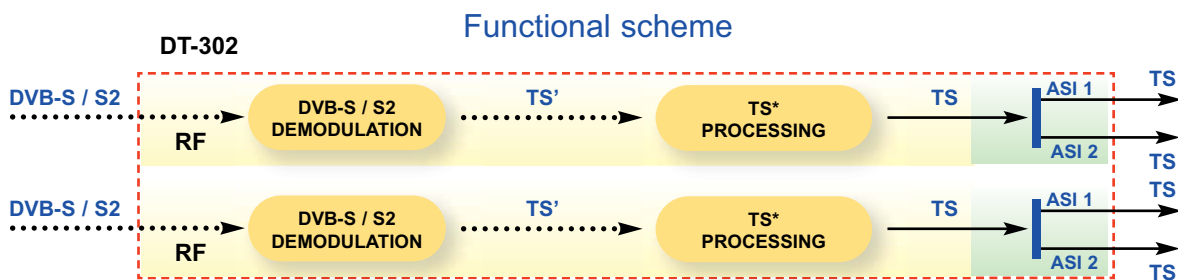 Functional scheme
DT-302
DVB-S / S2
RF
DVB-S / S2
DEMODULATION
TS’
TS*
PROCESSING
TS
ASI 1
ASI 2
TS
TS
DVB-S / S2
RF
DVB-S / S2
DEMODULATION
TS’
TS*
PROCESSING
TS
ASI 1
ASI 2
TS
TS